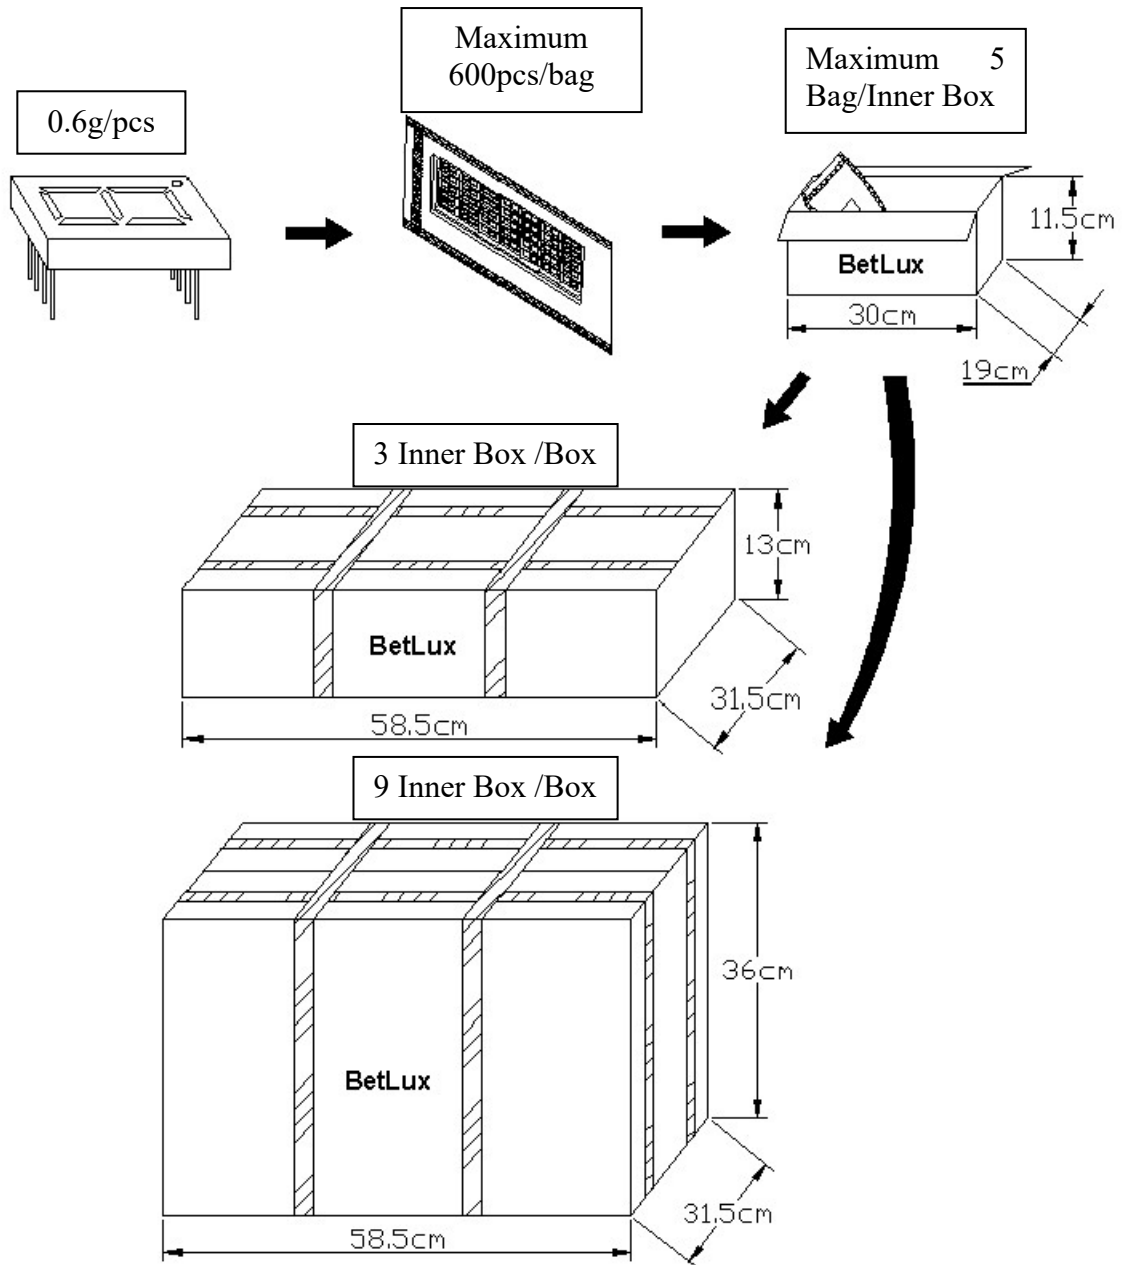 Maximum
600pcs/bag
Maximum 5
Bag/Inner Box
0.6g/pcs
11.5cm
BetLux
30cm
19cm
3 Inner Box /Box
13cm
BetLux
31.5cm
58.5cm
9 Inner Box /Box
36cm
BetLux
31.5cm
58.5cm